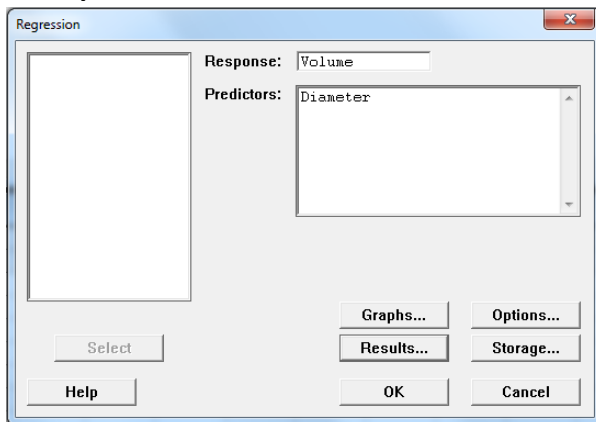 Regression
Response: Volume
Predictors: Diameter
Graphs... Options...
Select Results... Storage...
Help OK Cancel